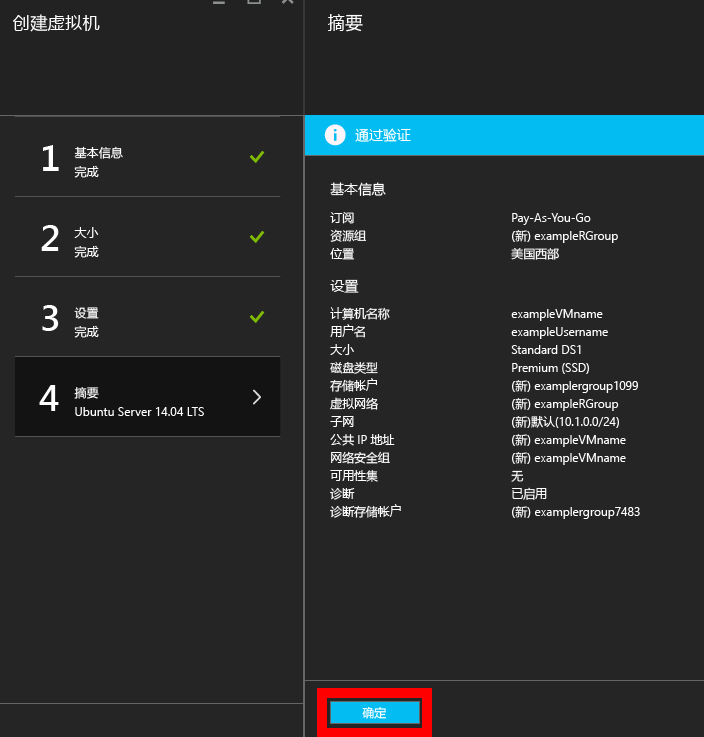 创建虚拟机
1
基本信息
完成
2
大小
完成
3
设置
完成
4
摘要
Ubuntu Server 14.04 LTS
摘要
通过验证
基本信息
订阅 Pay-As-You-Go
资源组 (新) exampleRGroup
位置 美国西部
设置
计算机名称 exampleVMname
用户名 exampleUsername
大小 Standard DS1
磁盘类型 Premium (SSD)
存储帐户 (新) examplergroup1099
虚拟网络 (新) exampleRGroup
子网 (新)默认(10.1.0.0/24)
公共 IP 地址 (新) exampleVMname
网络安全组 (新) exampleVMname
可用性集 无
诊断 已启用
诊断存储帐户 (新) examplergroup7483
确定